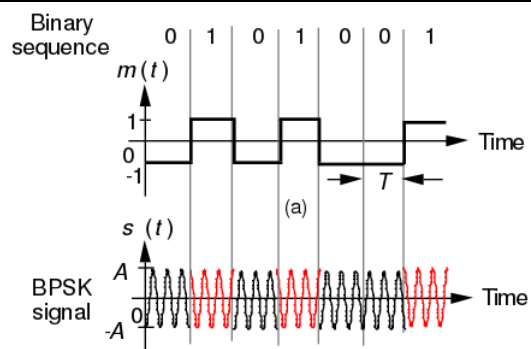 Binary sequence 0 1 0 1 0 0 1
m(t)
1
0
-1
Time
T
(a)
s (t)
A
BPSK signal
0
-A
Time